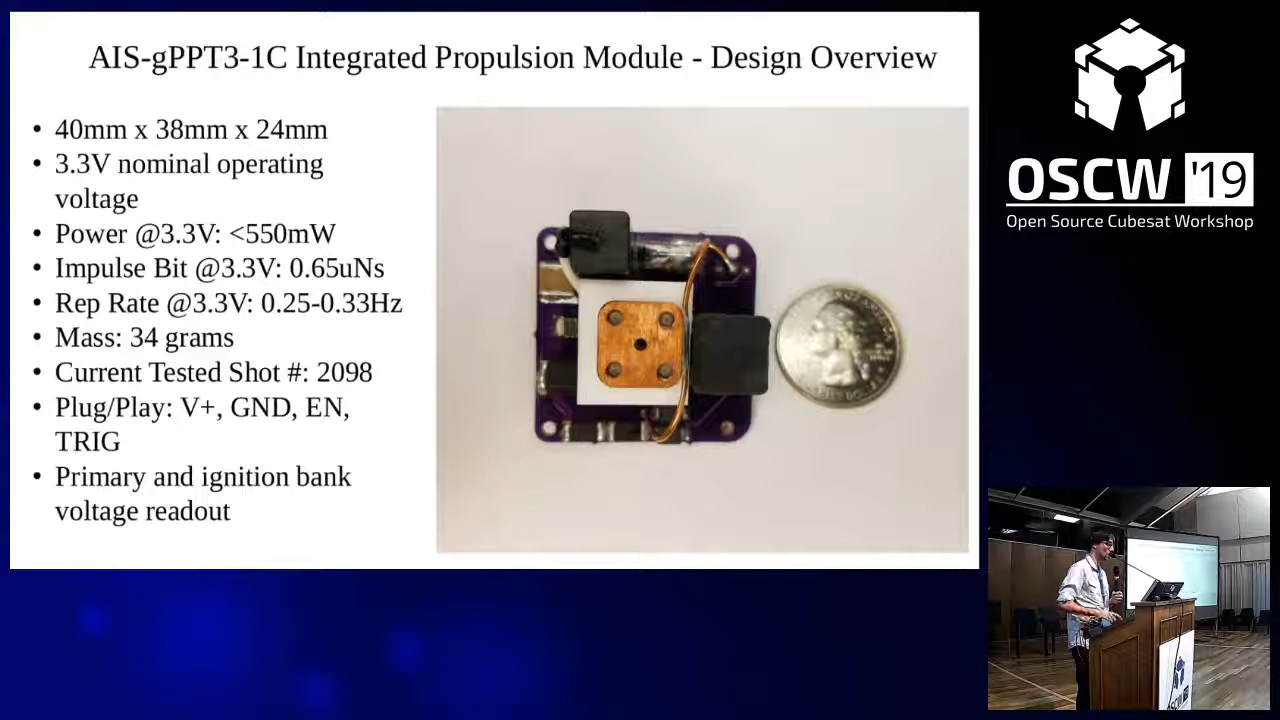 AIS-gPPT3-1C Integrated Propulsion Module - Design Overview
• 40mm x 38mm x 24mm
• 3.3V nominal operating
voltage
• Power @3.3V: <550mW
• Impulse Bit @3.3V: 0.65uNs
• Rep Rate @3.3V: 0.25-0.33Hz
• Mass: 34 grams
• Current Tested Shot #: 2098
• Plug/Play: V+, GND, EN,
TRIG
• Primary and ignition bank
voltage readout
OSCW '19
Open Source Cubesat Workshop